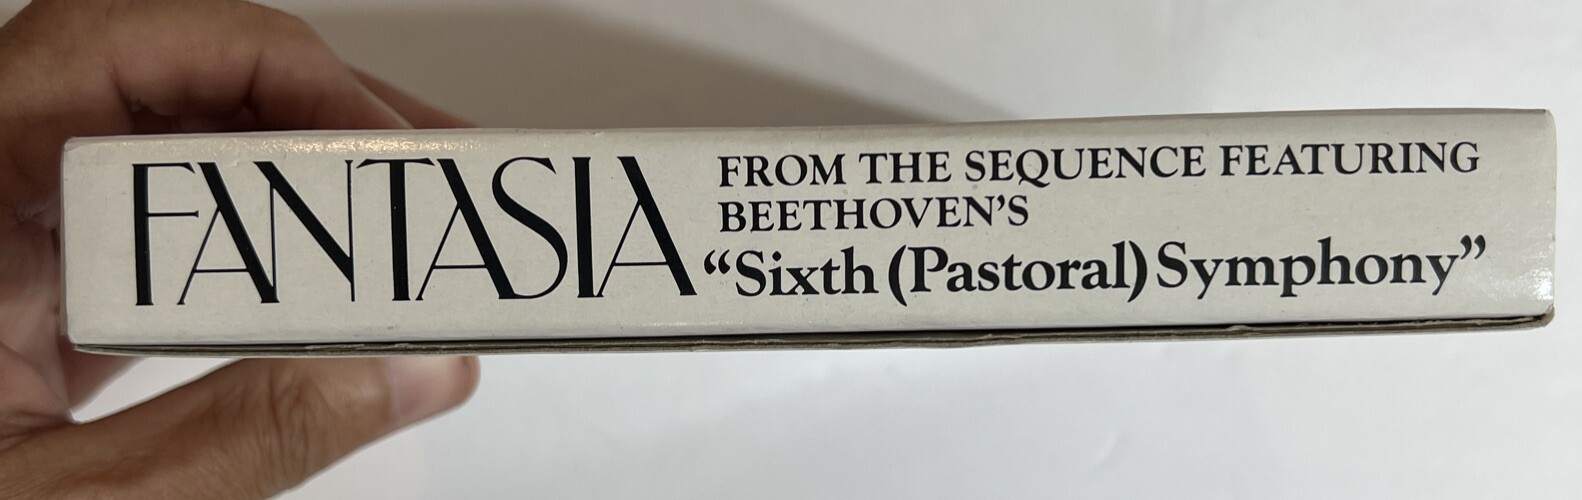 FANTASIA
FROM THE SEQUENCE FEATURING
BEETHOVEN'S
“Sixth (Pastoral) Symphony”